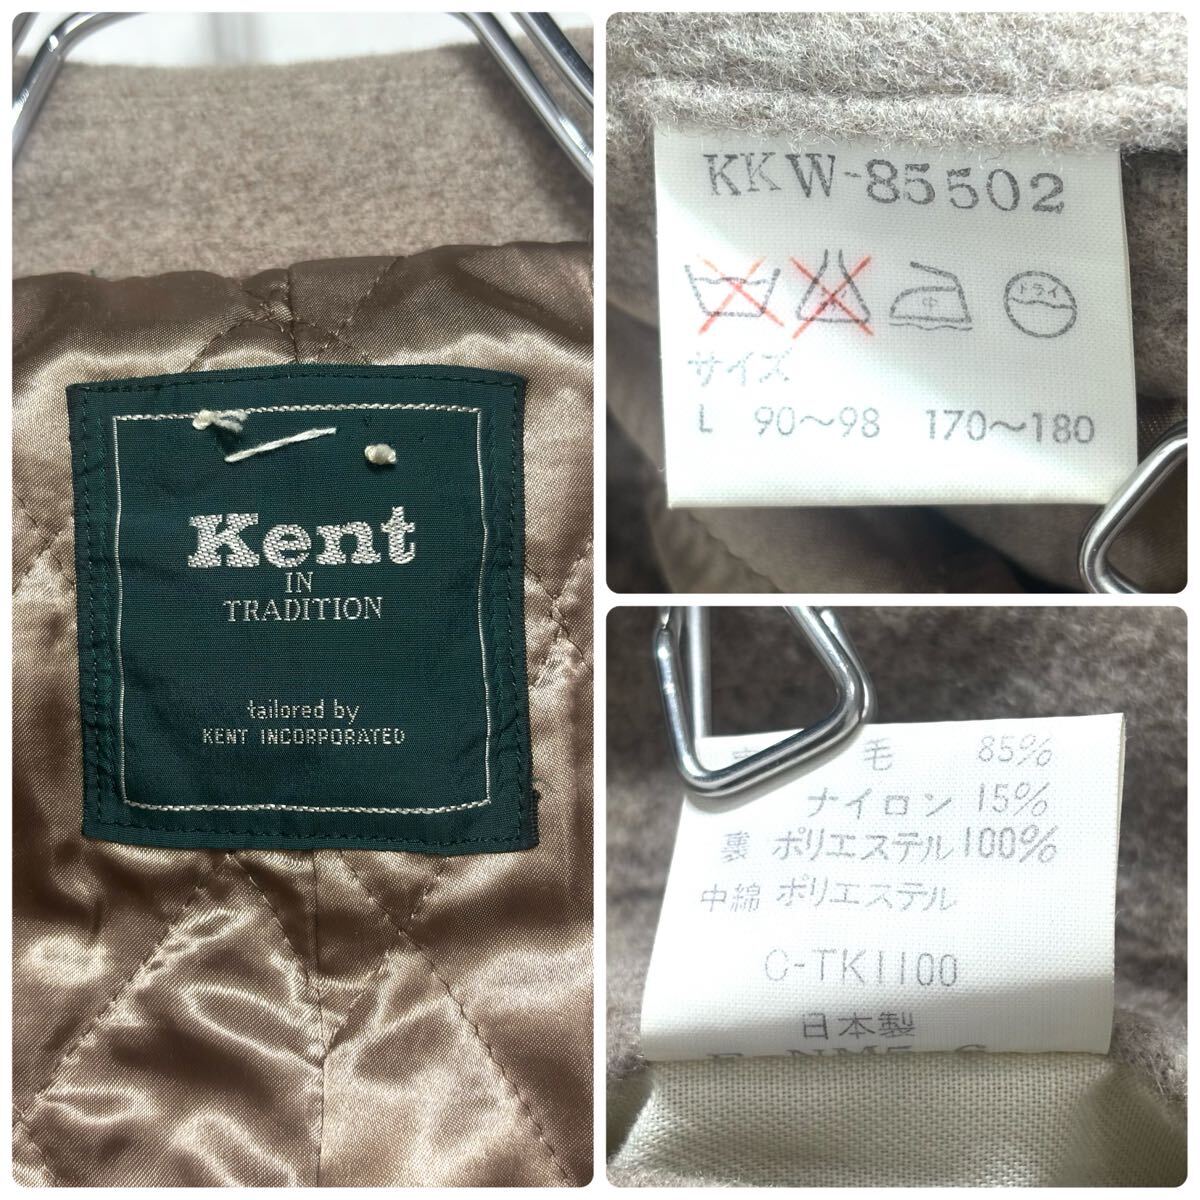 Kent
IN
TRADITION
tailored by
KENT INCORPORATED
KKW-85502
中 ドライ
サイズ
L 90～98 170～180
毛 85%
ナイロン 15%
裏 ポリエステル 100%
中綿 ポリエステル
C-TK1100
日本製